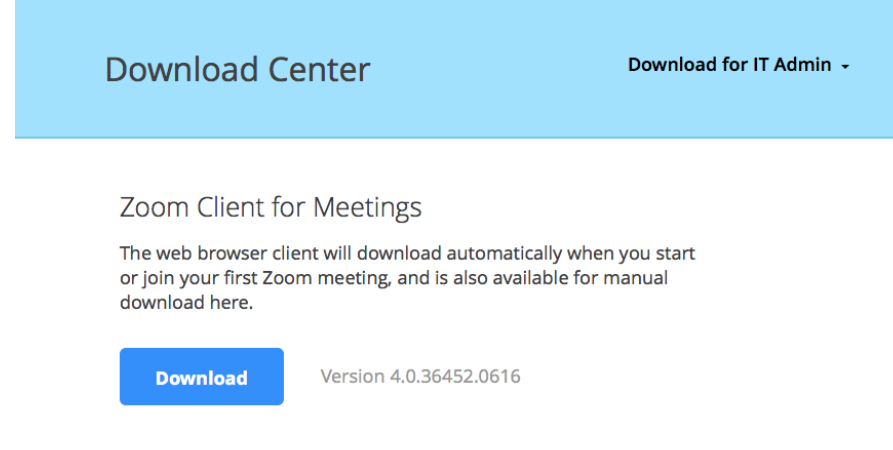 Download Center
Download for IT Admin
Zoom Client for Meetings
The web browser client will download automatically when you start
or join your first Zoom meeting, and is also available for manual
download here.
Download
Version 4.0.36452.0616